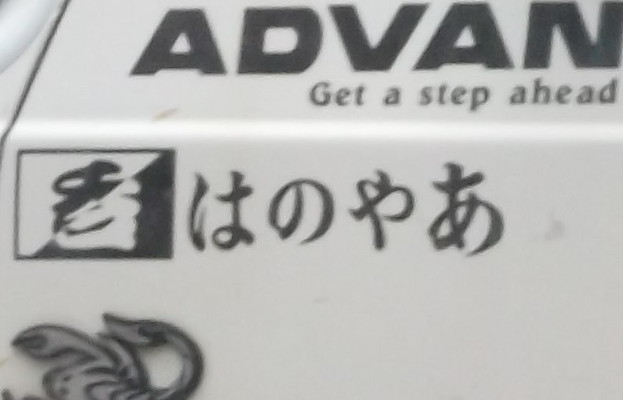 ADVAN
Get a step ahead
はのやあ